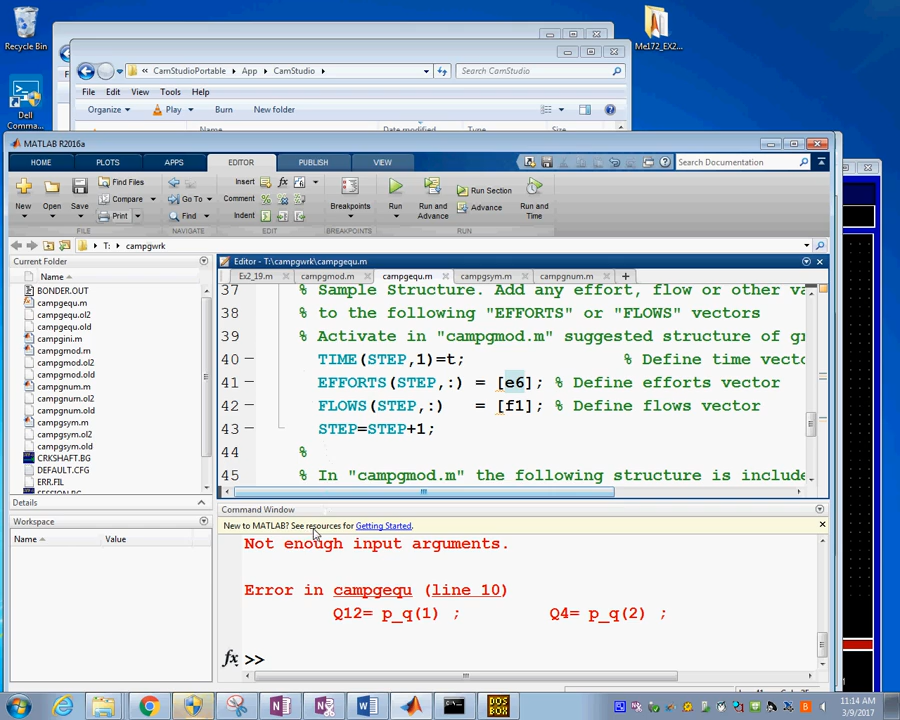 Recycle Bin
Me172_EX2...
Dell
Comma...
« CamStudioPortable ▸ App ▸ CamStudio ▸
Search CamStudio
File Edit View Tools Help
Organize Play Burn New folder
Name Date modified Type Size
MATLAB R2016a
HOME PLOTS APPS EDITOR PUBLISH VIEW
Search Documentation
New Open Save
Find Files
Compare
Print
Go To
Find
Insert
Comment
Indent
Breakpoints
Run
Run and
Advance
Run Section
Advance
Run and
Time
FILE NAVIGATE EDIT BREAKPOINTS RUN
▸ T: ▸ campgwrk
Current Folder
Name
BONDER.OUT
campgequ.m
campgequ.ol2
campgequ.old
campgini.m
campgmod.m
campgmod.ol2
campgmod.old
campgnum.m
campgnum.ol2
campgnum.old
campgsym.m
campgsym.ol2
campgsym.old
CRKSHAFT.BG
DEFAULT.CFG
ERR.FIL
Details
Workspace
Name Value
Editor - T:\campgwrk\campgequ.m
Ex2_19.m campgmod.m campgequ.m campgsym.m campgnum.m
37 % Sample Structure. Add any effort, flow or other va
38 % to the following "EFFORTS" or "FLOWS" vectors
39 % Activate in "campgmod.m" suggested structure of gr
40 TIME(STEP,1)=t; % Define time vecto
41 EFFORTS(STEP,:) = [e6]; % Define efforts vector
42 FLOWS(STEP,:) = [f1]; % Define flows vector
43 STEP=STEP+1;
44 %
45 % In "campgmod.m" the following structure is include
Command Window
New to MATLAB? See resources for Getting Started.
Not enough input arguments.
Error in campgequ (line 10)
Q12= p_q(1) ; Q4= p_q(2) ;
fx >>
DOS
BOX
11:14 AM
3/9/2017